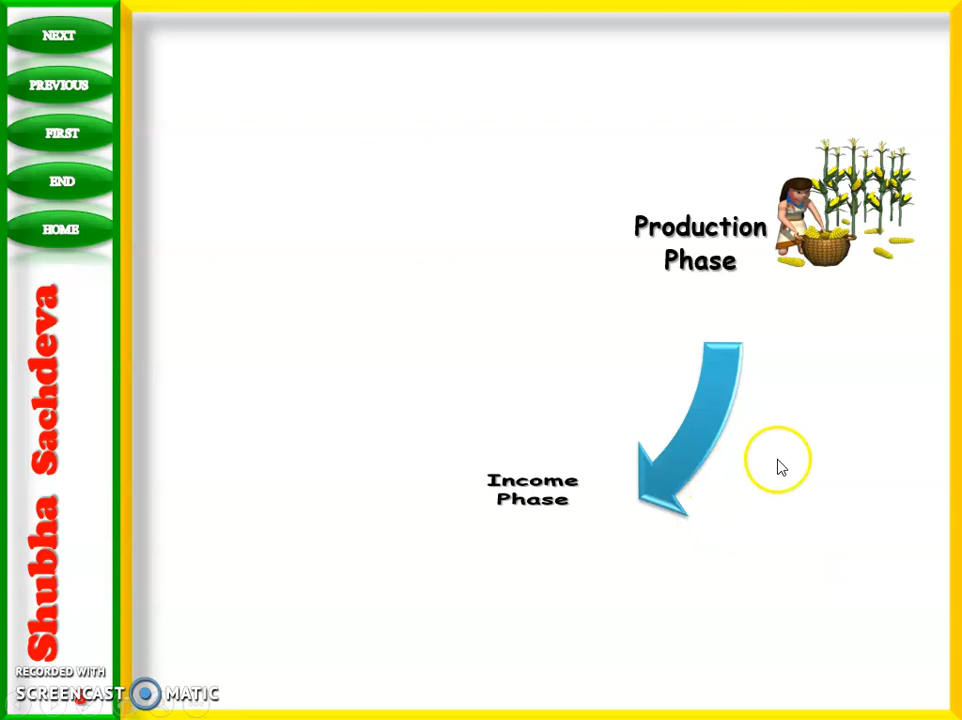 NEXT
PREVIOUS
FIRST
END
HOME
Shubha Sachdeva
Production
Phase
Income
Phase
RECORDED WITH
SCREENCAST MATIC